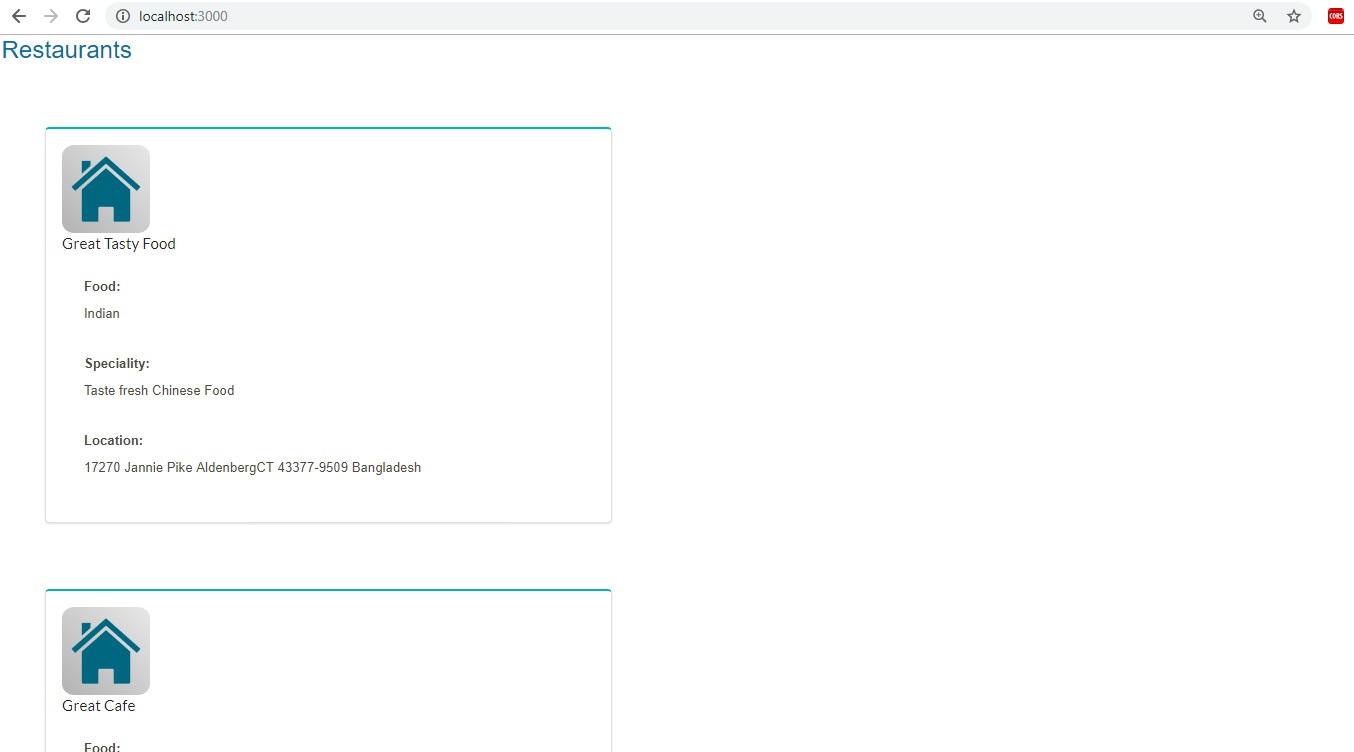 localhost:3000
CORS
Restaurants
Great Tasty Food
Food:
Indian
Speciality:
Taste fresh Chinese Food
Location:
17270 Jannie Pike AldenbergCT 43377-9509 Bangladesh
Great Cafe
Food: